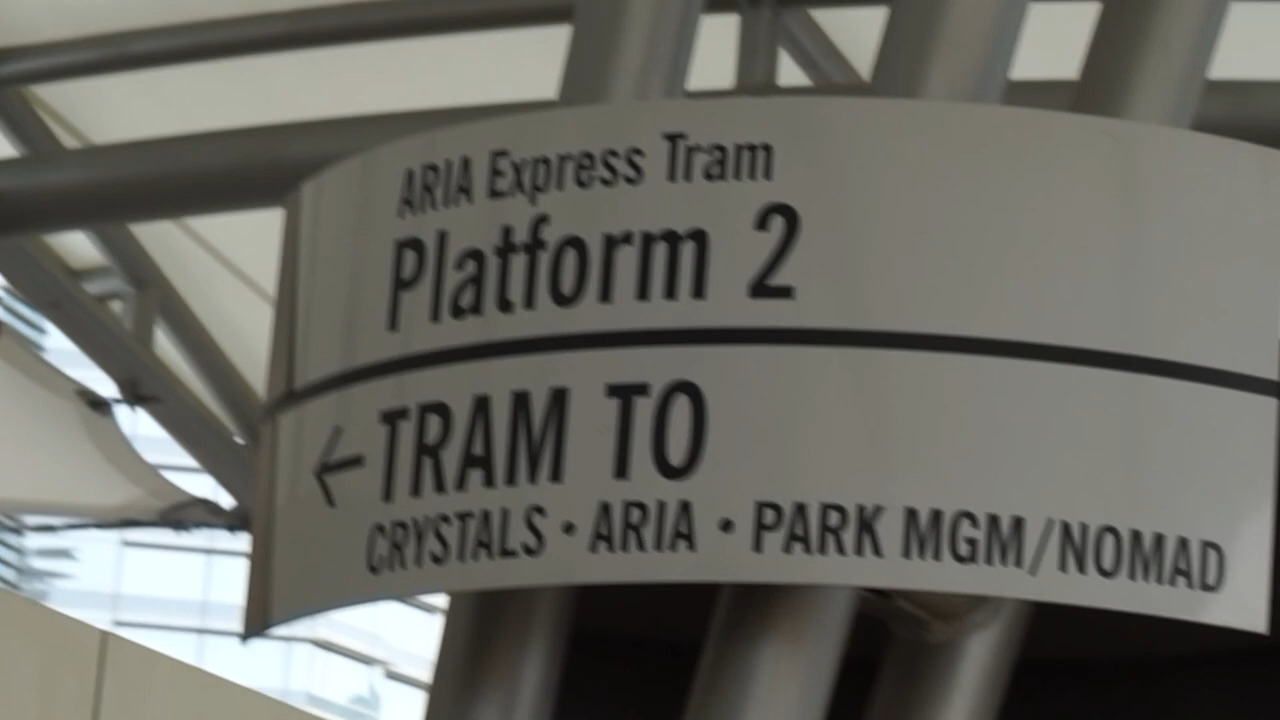 ARIA Express Tram
Platform 2
← TRAM TO
CRYSTALS • ARIA • PARK MGM/NOMAD